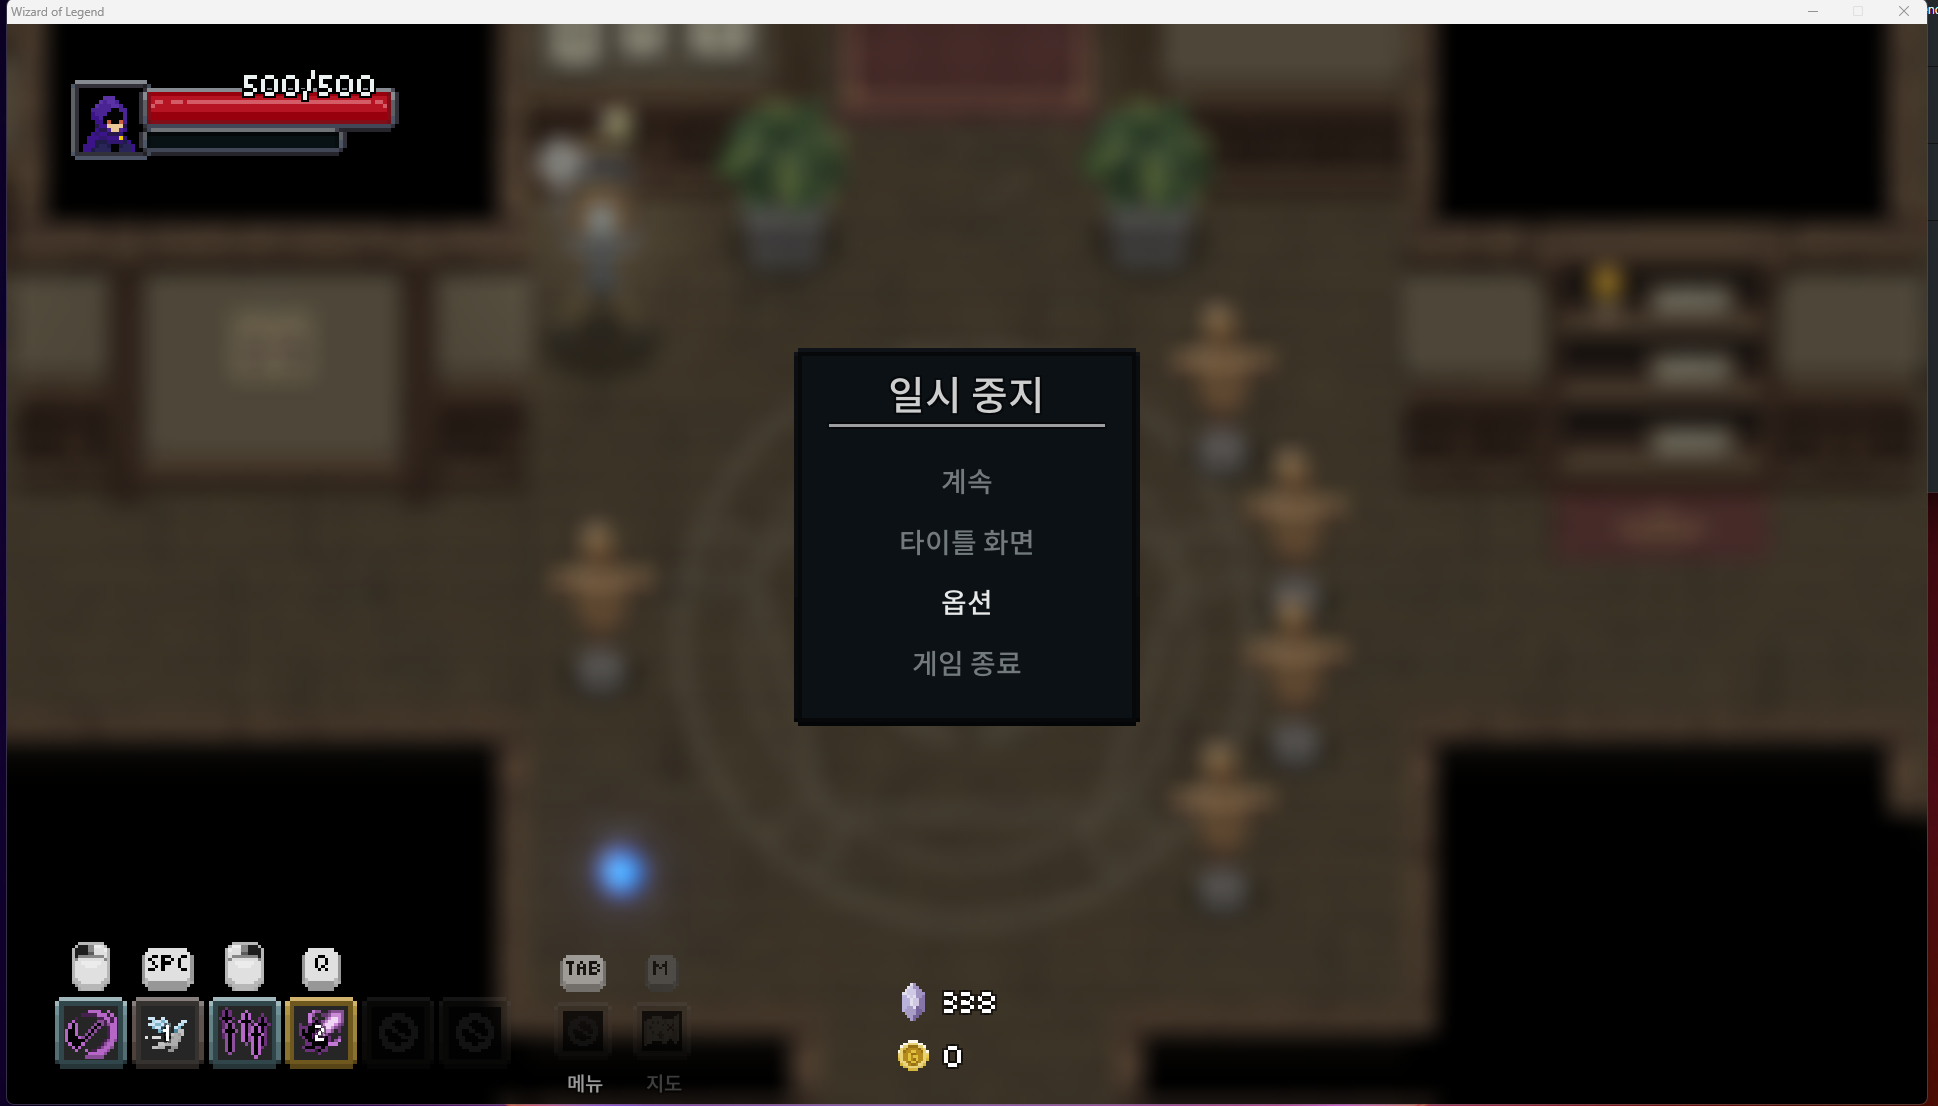 Wizard of Legend
500/500
일시 중지
계속
타이틀 화면
옵션
게임 종료
SPC
Q
TAB
M
2
338
0
메뉴
지도